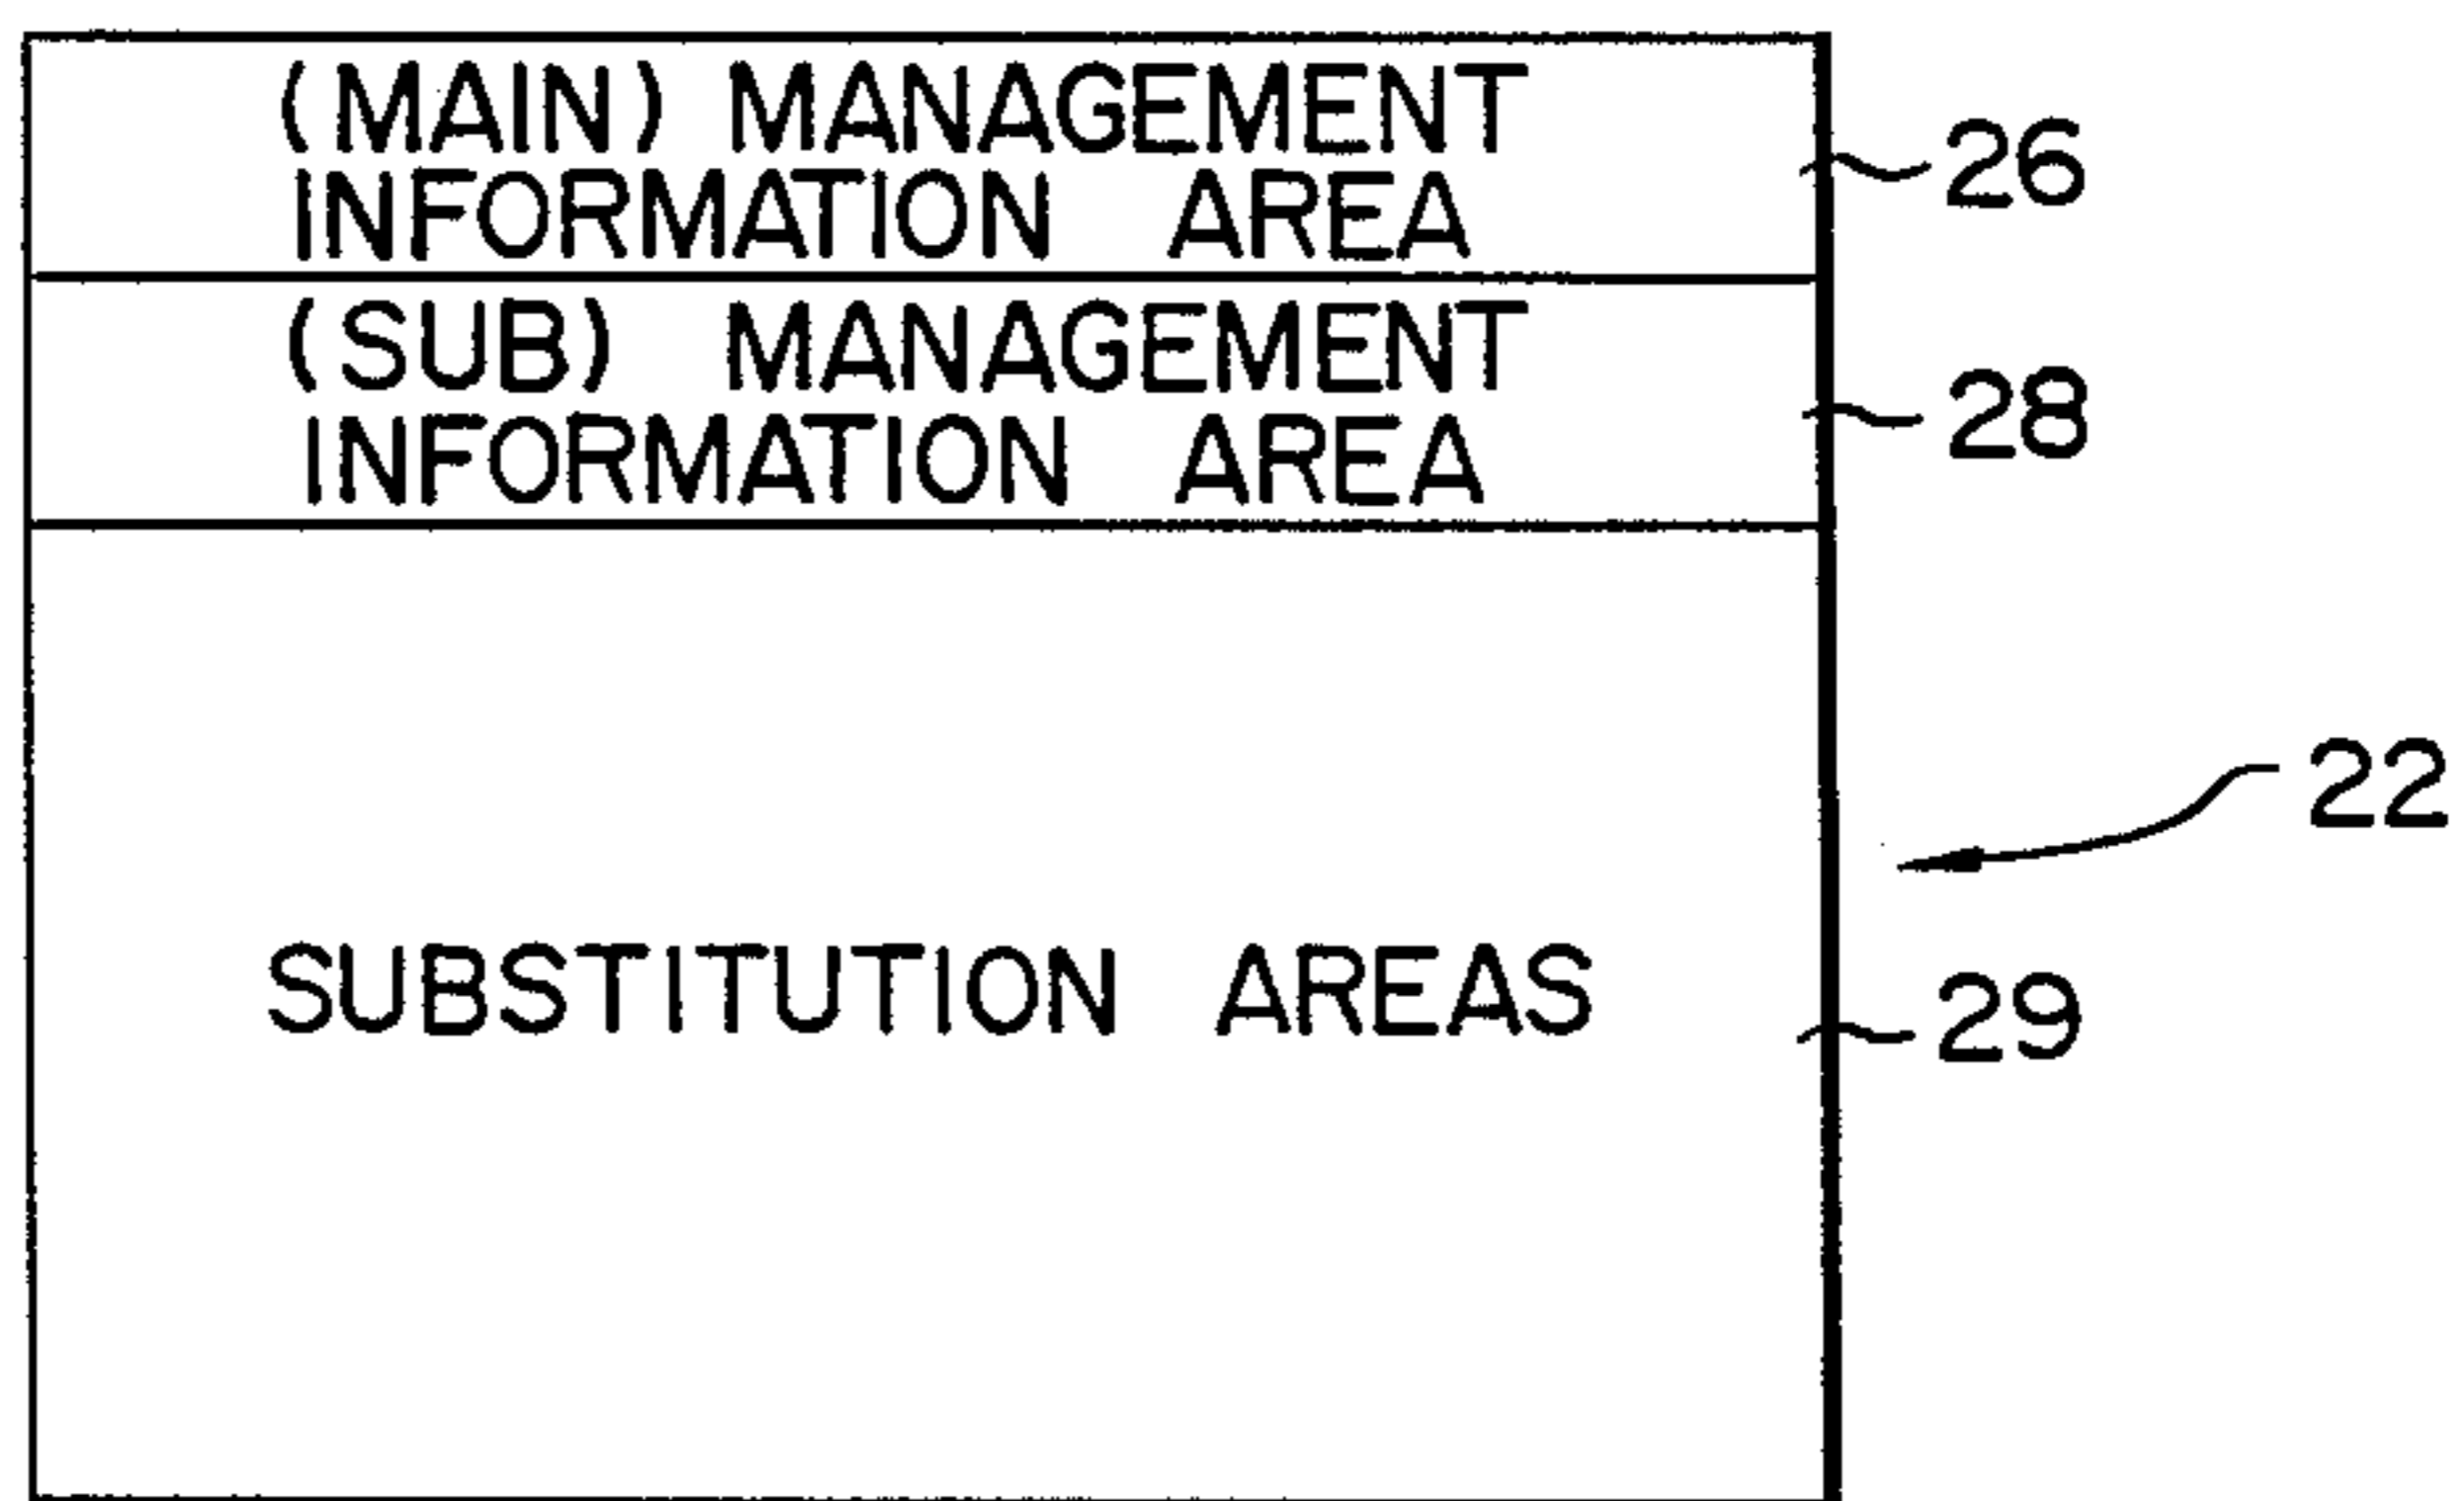 (MAIN) MANAGEMENT
INFORMATION AREA
26
(SUB) MANAGEMENT
INFORMATION AREA
28
22
SUBSTITUTION AREAS
29